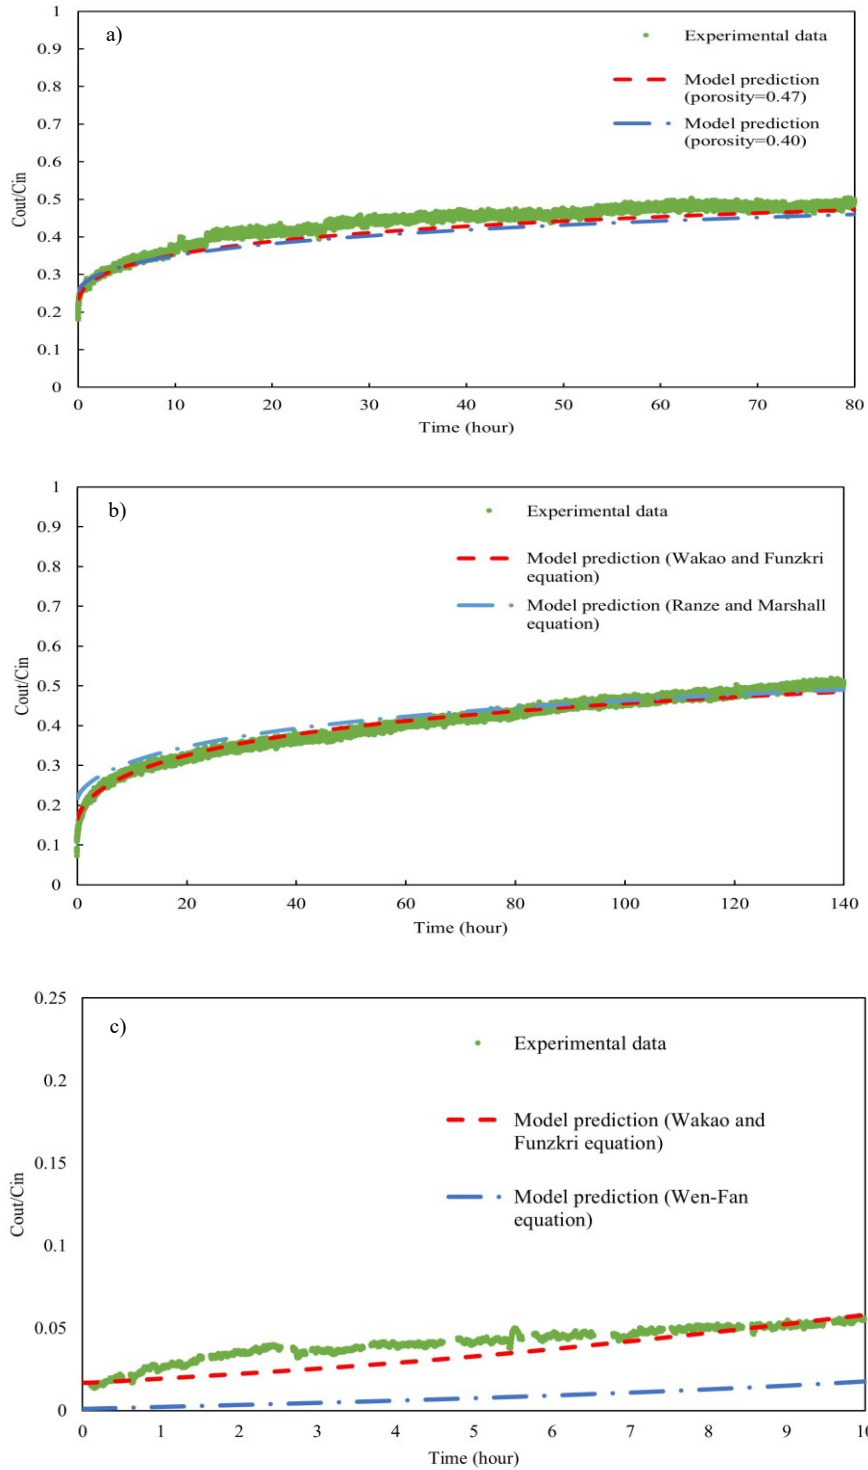 a)
1
0.9
0.8
0.7
0.6
0.5
0.4
0.3
0.2
0.1
0
Cout/Cin
Experimental data
Model prediction
(porosity=0.47)
Model prediction
(porosity=0.40)
0 10 20 30 40 50 60 70 80
Time (hour)
b)
1
0.9
0.8
0.7
0.6
0.5
0.4
0.3
0.2
0.1
0
Cout/Cin
Experimental data
Model prediction (Wakao and Funzkri
equation)
Model prediction (Ranze and Marshall
equation)
0 20 40 60 80 100 120 140
Time (hour)
c)
0.25
0.2
0.15
0.1
0.05
0
Cout/Cin
Experimental data
Model prediction (Wakao and
Funzkri equation)
Model prediction (Wen-Fan
equation)
0 1 2 3 4 5 6 7 8 9 10
Time (hour)